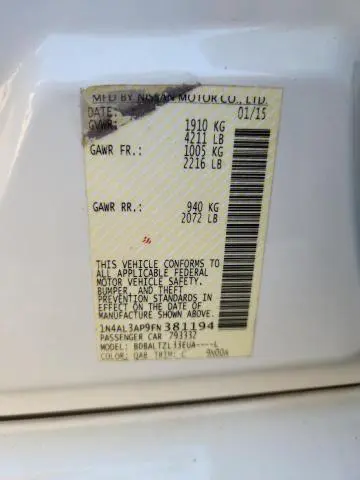 MFD BY NISSAN MOTOR CO., LTD.
DATE: 01/15
GVWR: 1910 KG
4211 LB
GAWR FR.: 1005 KG
2216 LB
GAWR RR.: 940 KG
2072 LB
THIS VEHICLE CONFORMS TO
ALL APPLICABLE FEDERAL
MOTOR VEHICLE SAFETY,
BUMPER, AND THEFT
PREVENTION STANDARDS IN
EFFECT ON THE DATE OF
MANUFACTURE SHOWN ABOVE.
1N4AL3AP9FN381194
PASSENGER CAR 793332
MODEL: BDBALTZL33EUA----L
COLOR: QAB TRIM: C